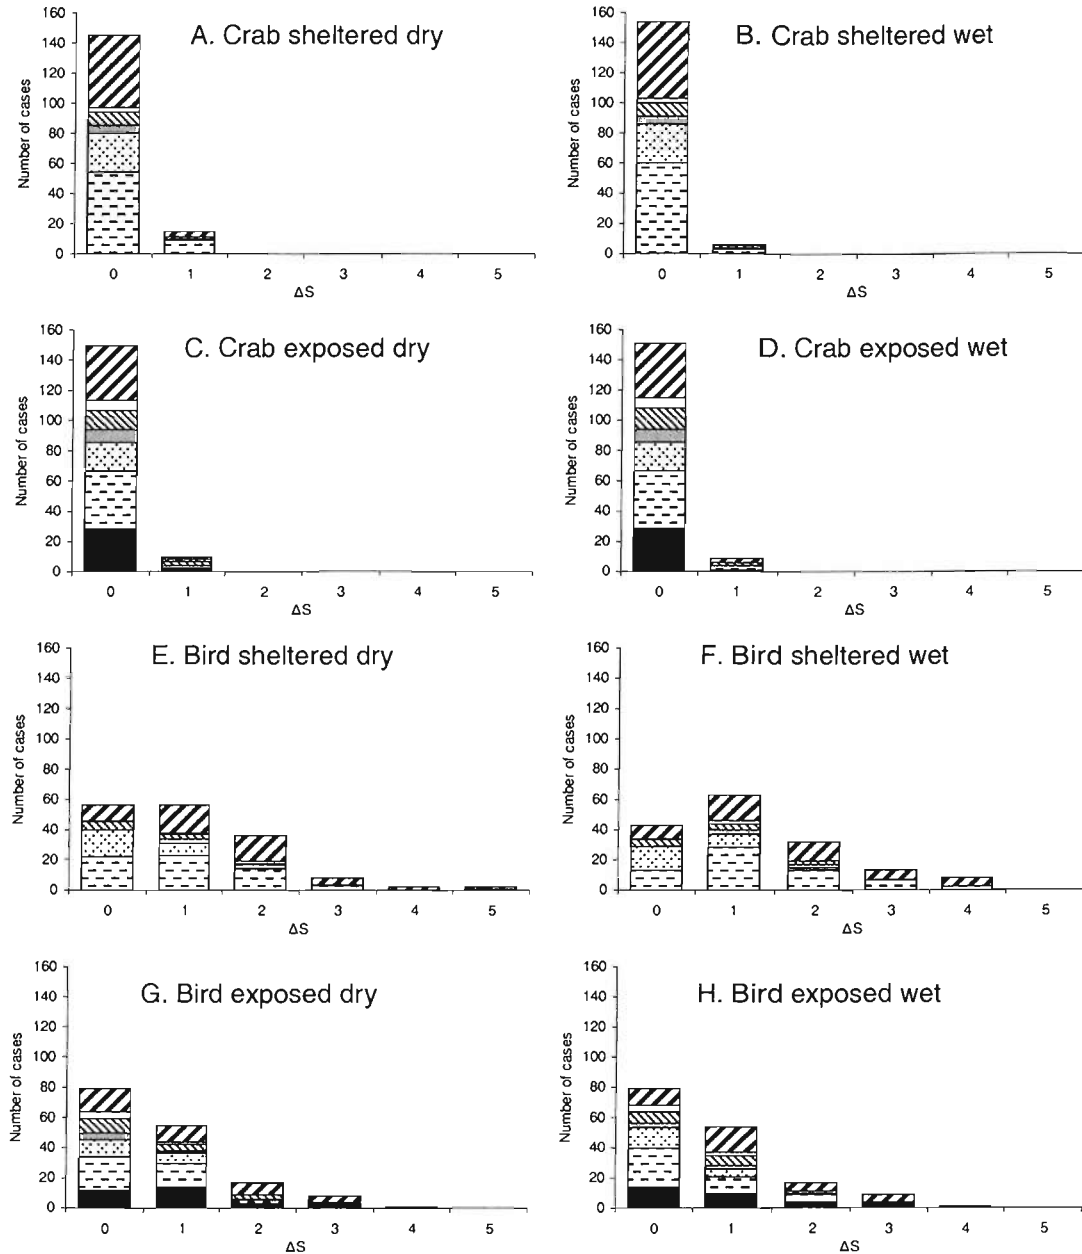 A. Crab sheltered dry
Number of cases
160
140
120
100
80
60
40
20
0
0 1 2 3 4 5
ΔS
B. Crab sheltered wet
Number of cases
160
140
120
100
80
60
40
20
0
0 1 2 3 4 5
ΔS
C. Crab exposed dry
Number of cases
160
140
120
100
80
60
40
20
0
0 1 2 3 4 5
ΔS
D. Crab exposed wet
Number of cases
160
140
120
100
80
60
40
20
0
0 1 2 3 4 5
ΔS
E. Bird sheltered dry
Number of cases
160
140
120
100
80
60
40
20
0
0 1 2 3 4 5
ΔS
F. Bird sheltered wet
Number of cases
160
140
120
100
80
60
40
20
0
0 1 2 3 4 5
ΔS
G. Bird exposed dry
Number of cases
160
140
120
100
80
60
40
20
0
0 1 2 3 4 5
ΔS
H. Bird exposed wet
Number of cases
160
140
120
100
80
60
40
20
0
0 1 2 3 4 5
ΔS